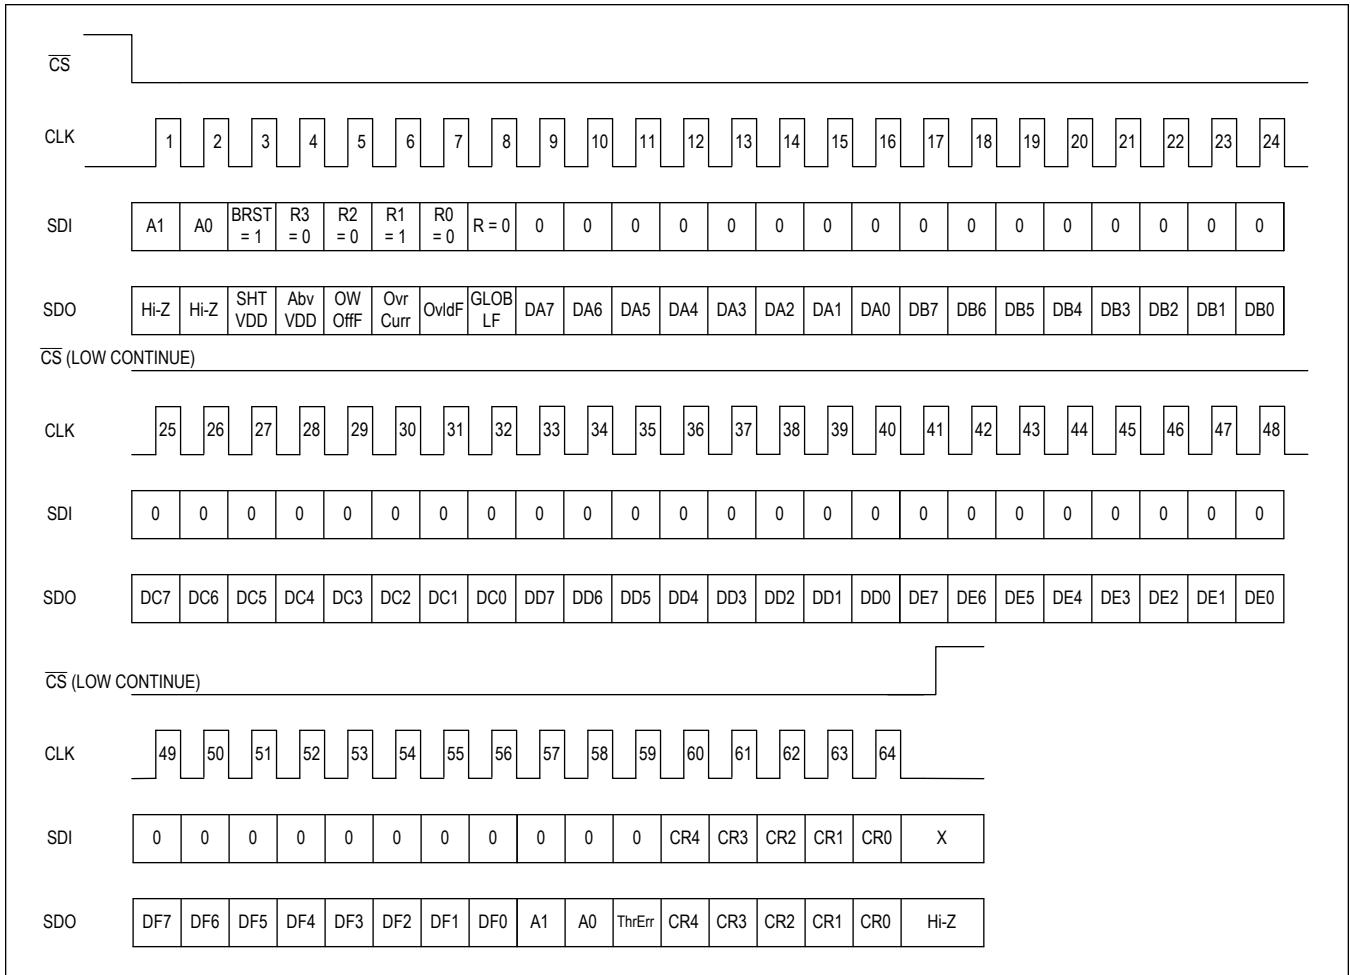 CS
CLK 1 2 3 4 5 6 7 8 9 10 11 12 13 14 15 16 17 18 19 20 21 22 23 24
SDI A1 A0 BRST = 1 R3 = 0 R2 = 0 R1 = 1 R0 = 0 R = 0 0 0 0 0 0 0 0 0 0 0 0 0 0 0 0 0
SDO Hi-Z Hi-Z SHT VDD Abv VDD OW OffF Ovr Curr OvldF GLOB LF DA7 DA6 DA5 DA4 DA3 DA2 DA1 DA0 DB7 DB6 DB5 DB4 DB3 DB2 DB1 DB0
CS (LOW CONTINUE)
CLK 25 26 27 28 29 30 31 32 33 34 35 36 37 38 39 40 41 42 43 44 45 46 47 48
SDI 0 0 0 0 0 0 0 0 0 0 0 0 0 0 0 0 0 0 0 0 0 0 0 0
SDO DC7 DC6 DC5 DC4 DC3 DC2 DC1 DC0 DD7 DD6 DD5 DD4 DD3 DD2 DD1 DD0 DE7 DE6 DE5 DE4 DE3 DE2 DE1 DE0
CS (LOW CONTINUE)
CLK 49 50 51 52 53 54 55 56 57 58 59 60 61 62 63 64
SDI 0 0 0 0 0 0 0 0 0 0 0 CR4 CR3 CR2 CR1 CR0 X
SDO DF7 DF6 DF5 DF4 DF3 DF2 DF1 DF0 A1 A0 ThrErr CR4 CR3 CR2 CR1 CR0 Hi-Z